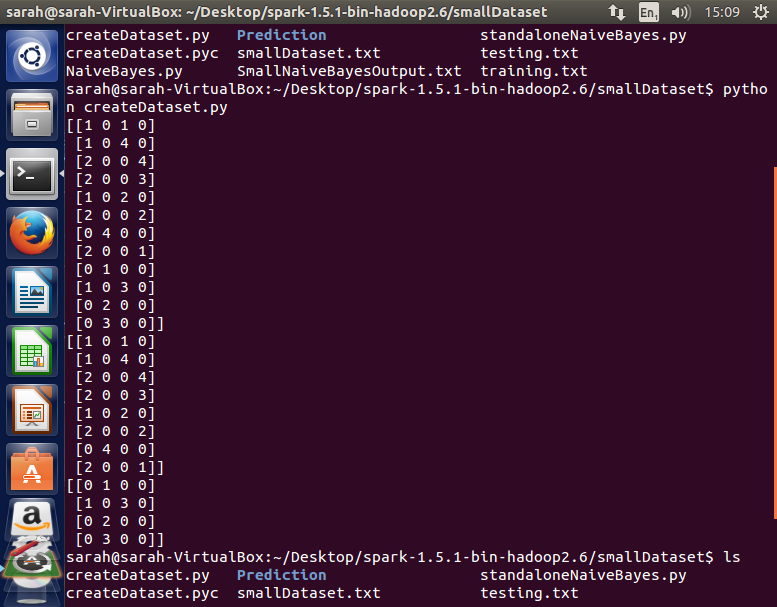 sarah@sarah-VirtualBox: ~/Desktop/spark-1.5.1-bin-hadoop2.6/smallDataset En1 15:09
createDataset.py Prediction standaloneNaiveBayes.py
createDataset.pyc smallDataset.txt testing.txt
NaiveBayes.py SmallNaiveBayesOutput.txt training.txt
sarah@sarah-VirtualBox:~/Desktop/spark-1.5.1-bin-hadoop2.6/smallDataset$ pytho
n createDataset.py
[[1 0 1 0]
[1 0 4 0]
[2 0 0 4]
[2 0 0 3]
[1 0 2 0]
[2 0 0 2]
[0 4 0 0]
[2 0 0 1]
[0 1 0 0]
[1 0 3 0]
[0 2 0 0]
[0 3 0 0]]
[[1 0 1 0]
[1 0 4 0]
[2 0 0 4]
[2 0 0 3]
[1 0 2 0]
[2 0 0 2]
[0 4 0 0]
[2 0 0 1]]
[[0 1 0 0]
[1 0 3 0]
[0 2 0 0]
[0 3 0 0]]
sarah@sarah-VirtualBox:~/Desktop/spark-1.5.1-bin-hadoop2.6/smallDataset$ ls
createDataset.py Prediction standaloneNaiveBayes.py
createDataset.pyc smallDataset.txt testing.txt